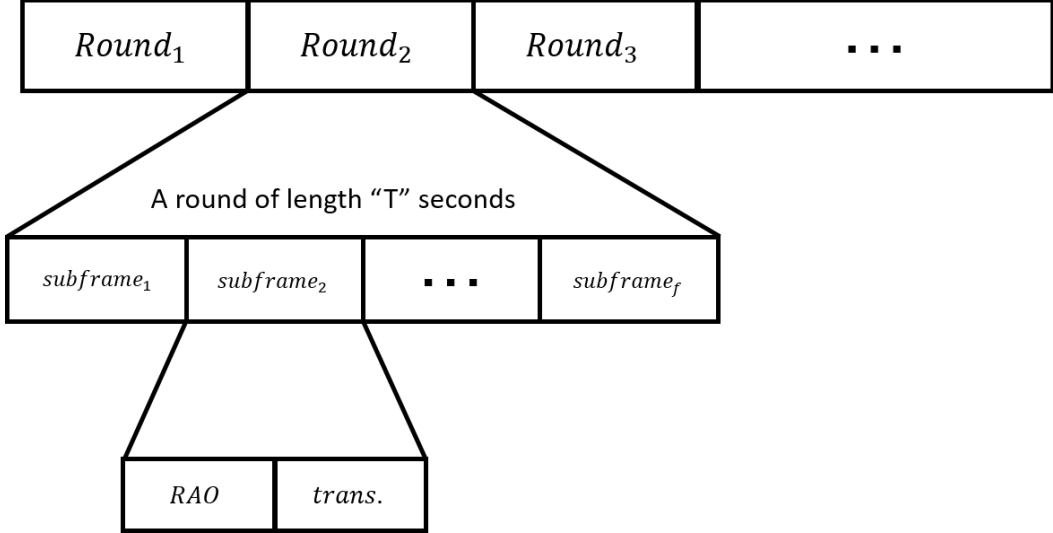 Round₁ Round₂ Round₃ ...
A round of length “T” seconds
subframe₁ subframe₂ ... subframe_f
RAO trans.